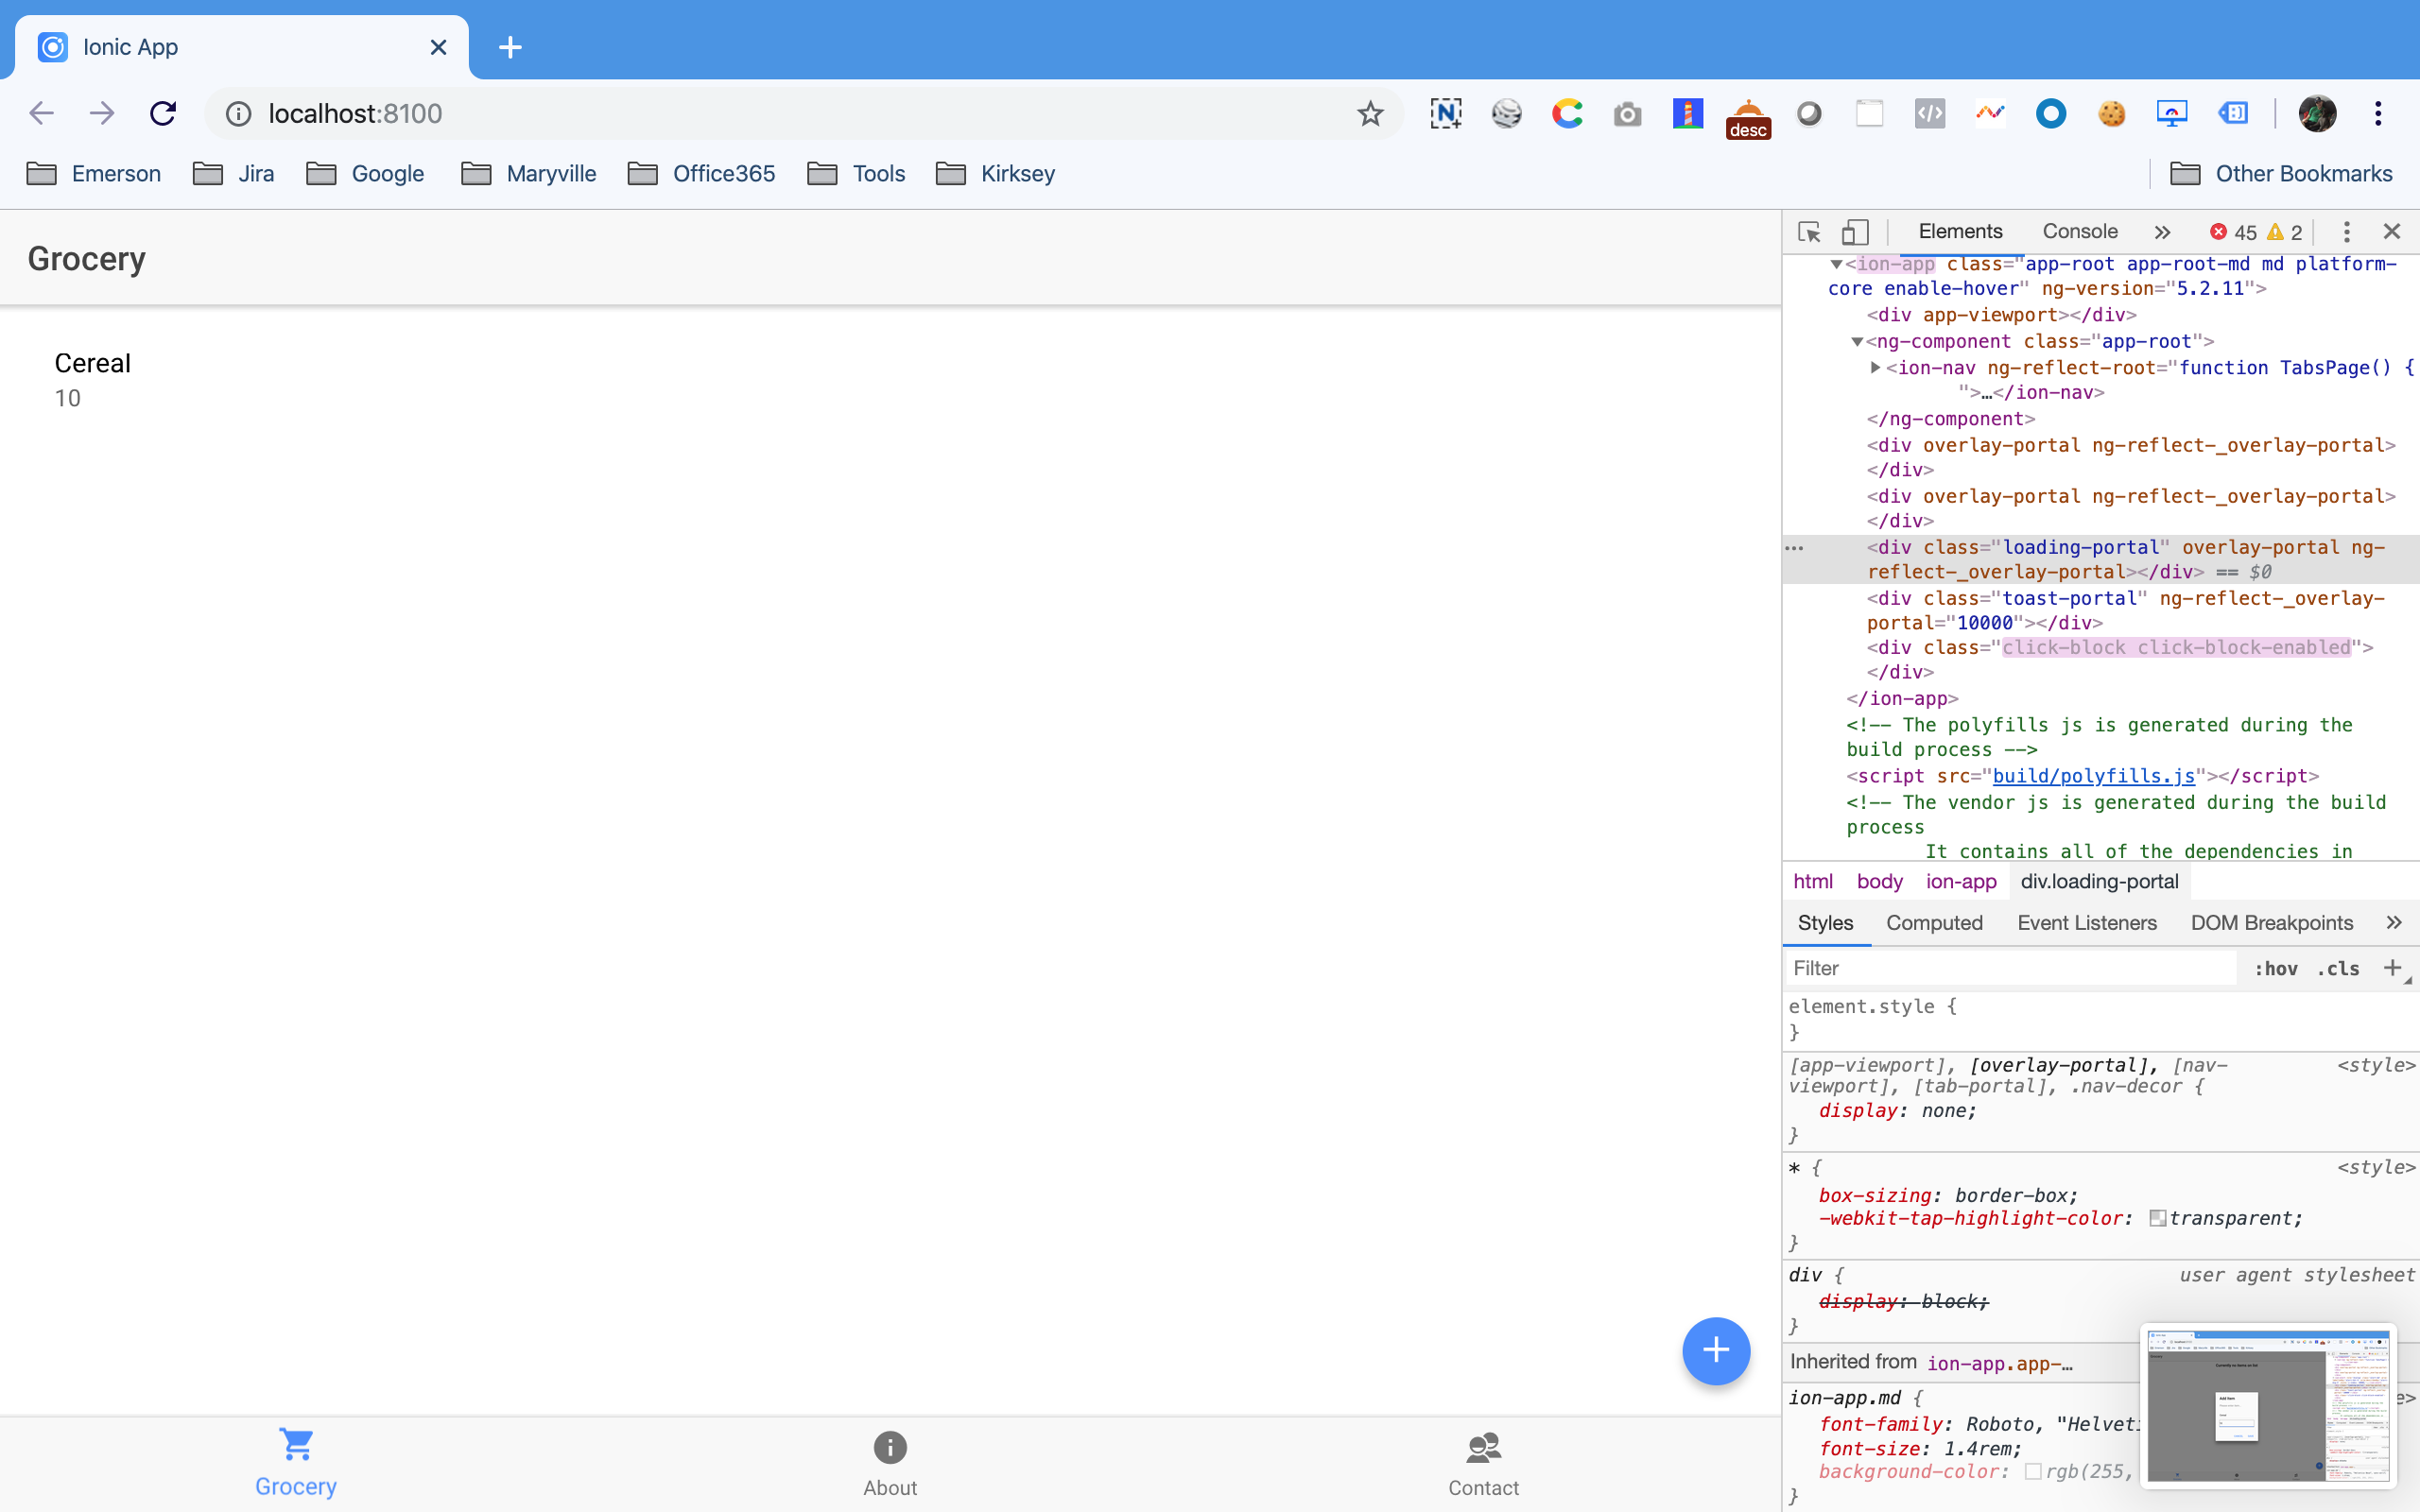 Ionic App
localhost:8100
desc
Emerson
Jira
Google
Maryville
Office365
Tools
Kirksey
Other Bookmarks
Grocery
Cereal
10
Grocery
About
Contact
Elements
Console
45
2
<ion-app class="app-root app-root-md md platform-
core enable-hover" ng-version="5.2.11">
<div app-viewport></div>
<ng-component class="app-root">
<ion-nav ng-reflect-root="function TabsPage() {
">…</ion-nav>
</ng-component>
<div overlay-portal ng-reflect-_overlay-portal>
</div>
<div overlay-portal ng-reflect-_overlay-portal>
</div>
<div class="loading-portal" overlay-portal ng-
reflect-_overlay-portal></div> == $0
<div class="toast-portal" ng-reflect-_overlay-
portal="10000"></div>
<div class="click-block click-block-enabled">
</div>
</ion-app>
<!-- The polyfills js is generated during the
build process -->
<script src="build/polyfills.js"></script>
<!-- The vendor js is generated during the build
process
It contains all of the dependencies in
html
body
ion-app
div.loading-portal
Styles
Computed
Event Listeners
DOM Breakpoints
Filter
:hov
.cls
element.style {
}
[app-viewport], [overlay-portal], [nav-
<style>
viewport], [tab-portal], .nav-decor {
display: none;
}
* {
<style>
box-sizing: border-box;
-webkit-tap-highlight-color: transparent;
}
div {
user agent stylesheet
display: block;
}
Inherited from ion-app.app-…
ion-app.md {
font-family: Roboto, "Helveti
font-size: 1.4rem;
background-color: rgb(255,
}